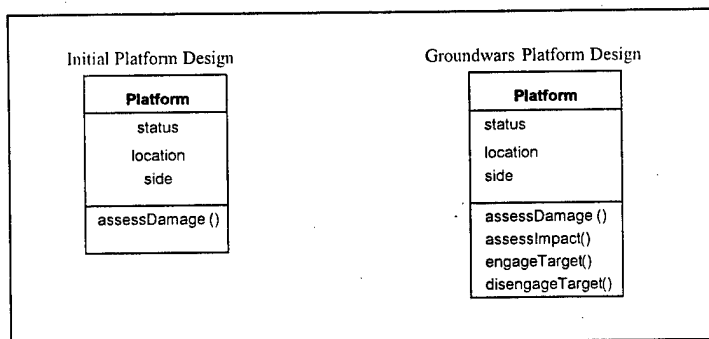 Initial Platform Design
Platform
status
location
side
assessDamage ()
Groundwars Platform Design
Platform
status
location
side
assessDamage ()
assessImpact()
engageTarget()
disengageTarget()